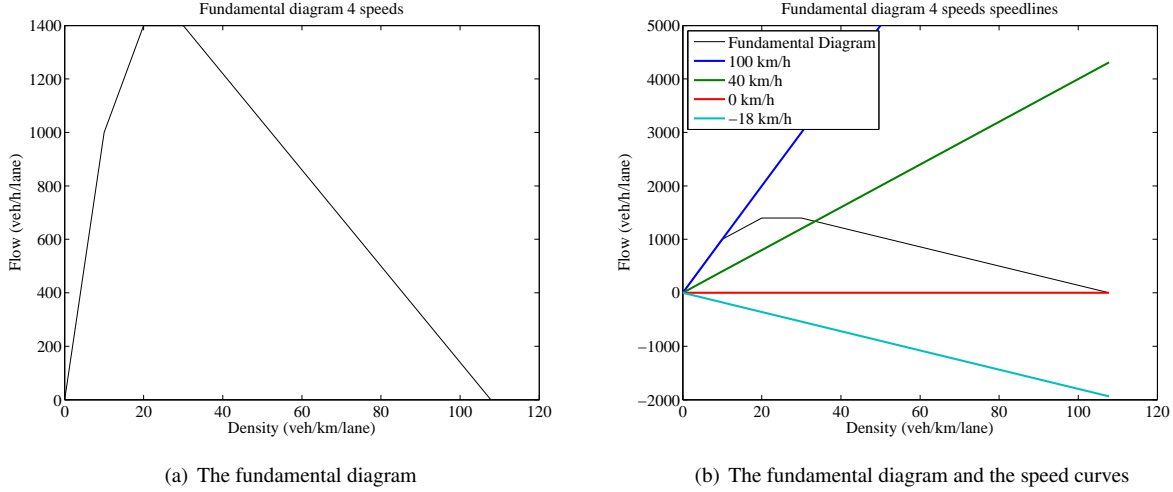 Fundamental diagram 4 speeds
1400
1200
1000
800
600
400
200
0
Flow (veh/h/lane)
0 20 40 60 80 100 120
Density (veh/km/lane)
(a) The fundamental diagram
Fundamental diagram 4 speeds speedlines
5000
4000
3000
2000
1000
0
−1000
−2000
Flow (veh/h/lane)
Fundamental Diagram
100 km/h
40 km/h
0 km/h
−18 km/h
0 20 40 60 80 100 120
Density (veh/km/lane)
(b) The fundamental diagram and the speed curves